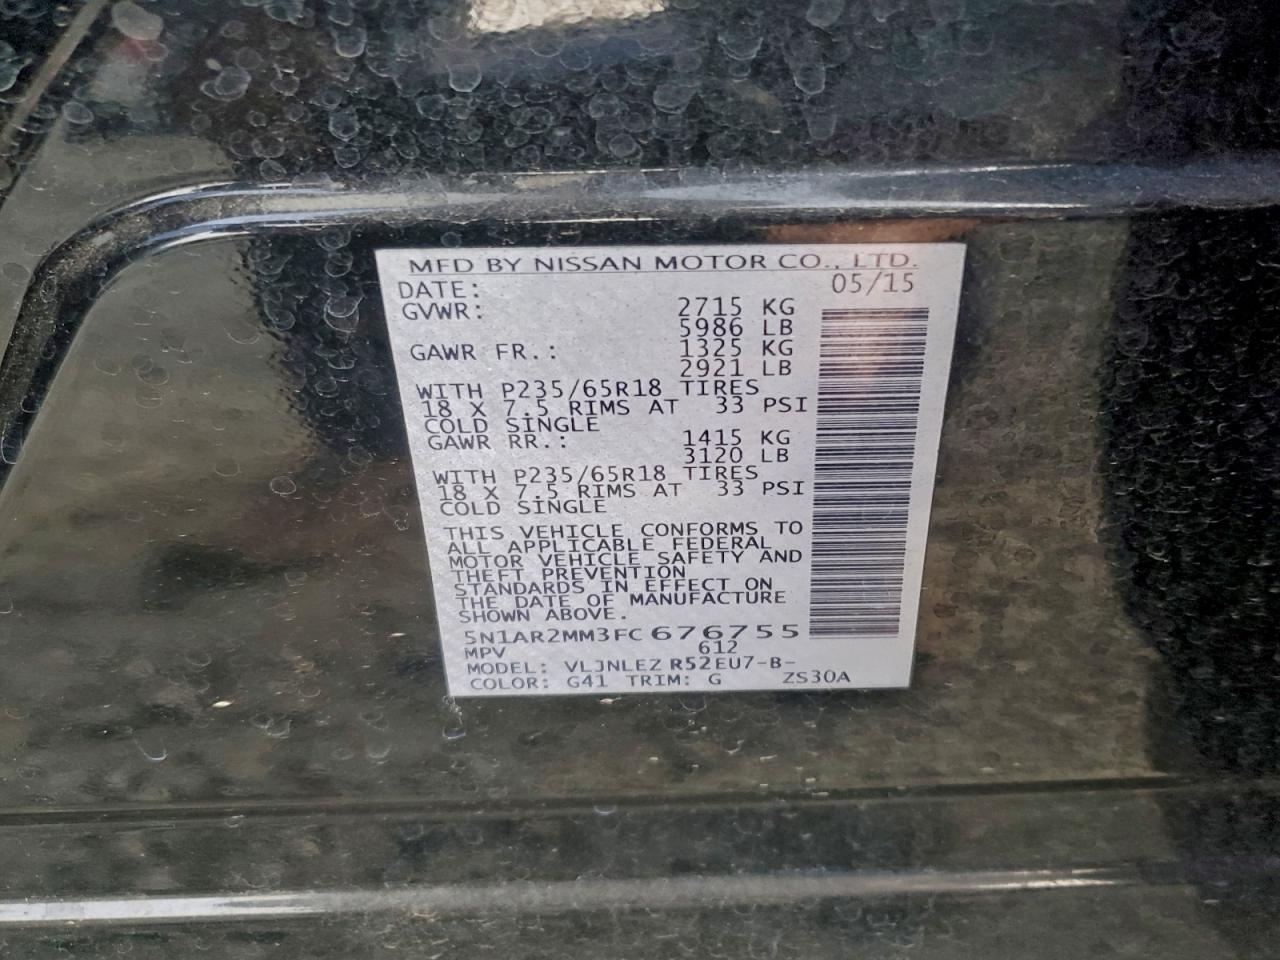 MFD BY NISSAN MOTOR CO., LTD.
DATE: 05/15
GVWR: 2715 KG
5986 LB
GAWR FR.: 1325 KG
2921 LB
WITH P235/65R18 TIRES
18 X 7.5 RIMS AT 33 PSI
COLD SINGLE
GAWR RR.: 1415 KG
3120 LB
WITH P235/65R18 TIRES
18 X 7.5 RIMS AT 33 PSI
COLD SINGLE
THIS VEHICLE CONFORMS TO
ALL APPLICABLE FEDERAL
MOTOR VEHICLE SAFETY AND
THEFT PREVENTION
STANDARDS IN EFFECT ON
THE DATE OF MANUFACTURE
SHOWN ABOVE.
5N1AR2MM3FC676755
MPV 612
MODEL: VLJNLEZ R52EU7-B-
COLOR: G41 TRIM: G ZS30A